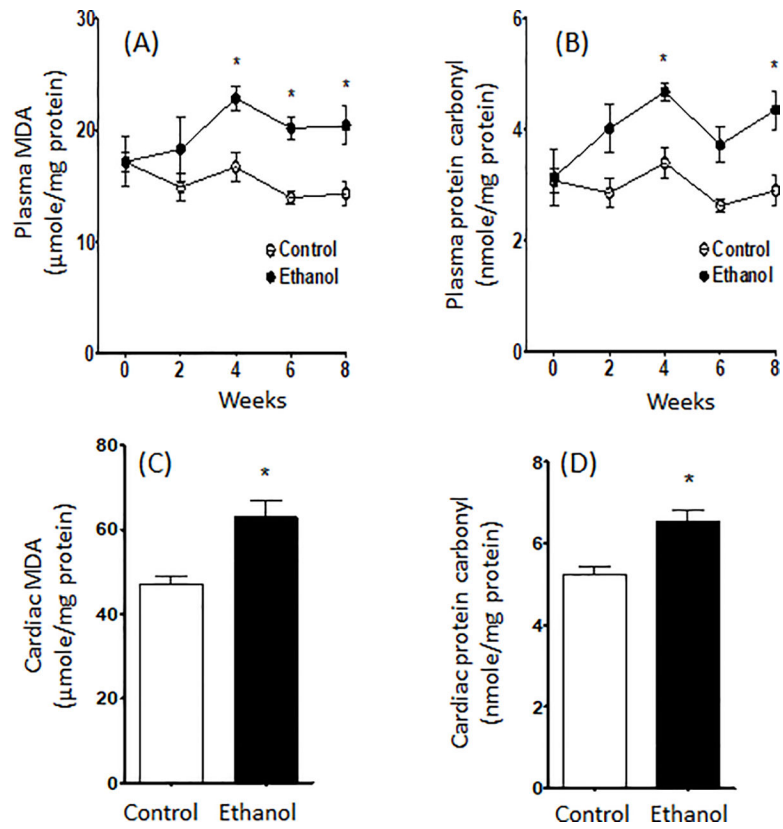 (A)
Plasma MDA
(µmole/mg protein)
30
20
10
0
* * *
Control
Ethanol
0 2 4 6 8
Weeks
(B)
Plasma protein carbonyl
(nmole/mg protein)
6
4
2
0
* *
Control
Ethanol
0 2 4 6 8
Weeks
(C)
Cardiac MDA
(µmole/mg protein)
80
60
40
20
0
*
Control Ethanol
(D)
Cardiac protein carbonyl
(nmole/mg protein)
8
6
4
2
0
*
Control Ethanol